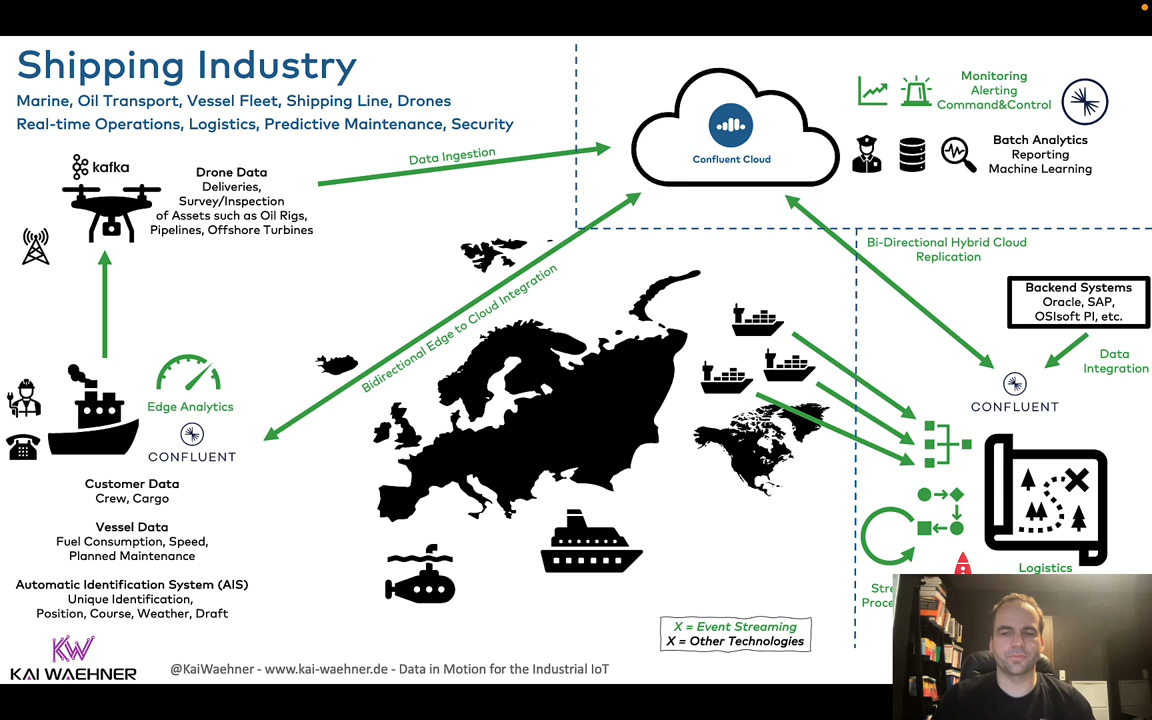 Shipping Industry
Marine, Oil Transport, Vessel Fleet, Shipping Line, Drones
Real-time Operations, Logistics, Predictive Maintenance, Security
kafka
Drone Data
Deliveries,
Survey/Inspection
of Assets such as Oil Rigs,
Pipelines, Offshore Turbines
Data Ingestion
Confluent Cloud
Monitoring
Alerting
Command&Control
Batch Analytics
Reporting
Machine Learning
Bidirectional Edge to Cloud Integration
Bi-Directional Hybrid Cloud
Replication
Backend Systems
Oracle, SAP,
OSIsoft PI, etc.
Data
Integration
CONFLUENT
Edge Analytics
CONFLUENT
Customer Data
Crew, Cargo
Vessel Data
Fuel Consumption, Speed,
Planned Maintenance
Automatic Identification System (AIS)
Unique Identification,
Position, Course, Weather, Draft
Logistics
Stre
Proce
X = Event Streaming
X = Other Technologies
KW
KAI WAEHNER
@KaiWaehner - www.kai-waehner.de - Data in Motion for the Industrial IoT